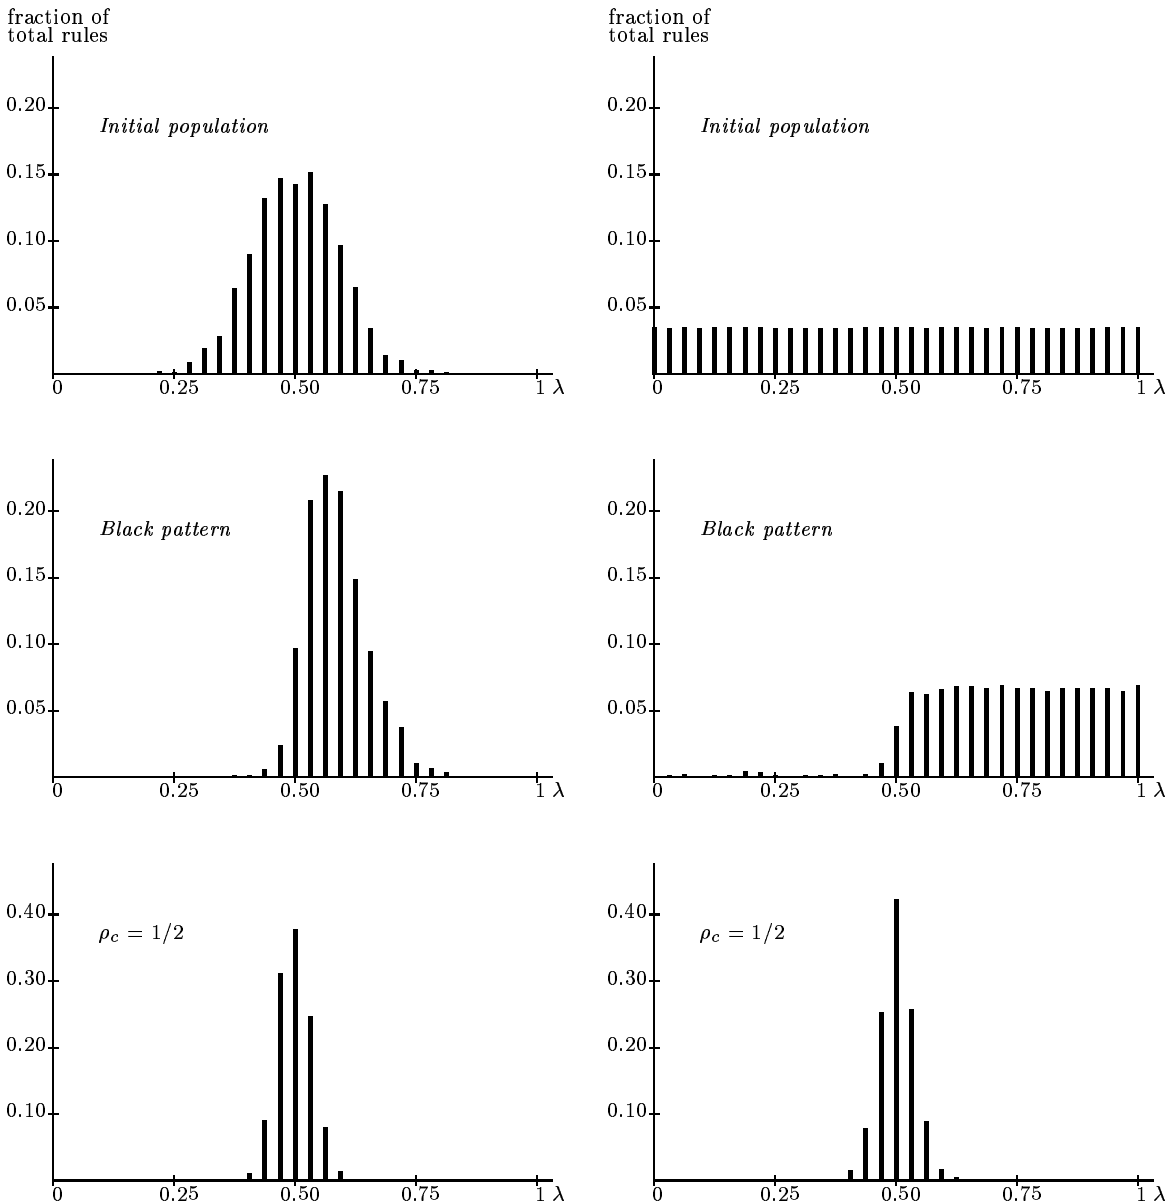 fraction of
total rules
0.20
Initial population
0.15
0.10
0.05
0 0.25 0.50 0.75 1 λ
fraction of
total rules
0.20
Initial population
0.15
0.10
0.05
0 0.25 0.50 0.75 1 λ
0.20
Black pattern
0.15
0.10
0.05
0 0.25 0.50 0.75 1 λ
0.20
Black pattern
0.15
0.10
0.05
0 0.25 0.50 0.75 1 λ
0.40
ρc = 1/2
0.30
0.20
0.10
0 0.25 0.50 0.75 1 λ
0.40
ρc = 1/2
0.30
0.20
0.10
0 0.25 0.50 0.75 1 λ